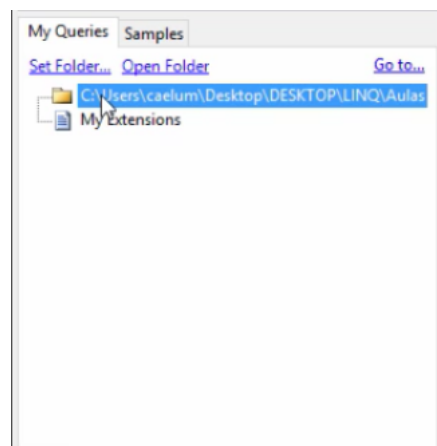 My Queries Samples
Set Folder... Open Folder Go to...
C:\Users\caelum\Desktop\DESKTOP\LINQ\Aulas
My Extensions